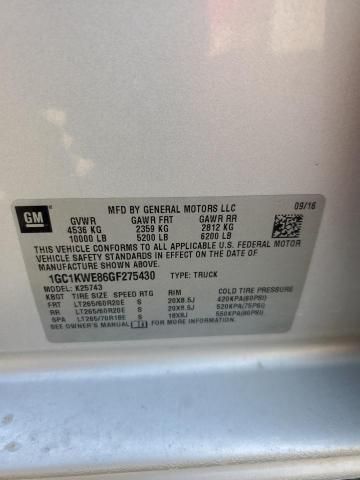 GM
MFD BY GENERAL MOTORS LLC
09/16
GVWR GAWR FRT GAWR RR
4536 KG 2359 KG 2812 KG
10000 LB 5200 LB 6200 LB
THIS VEHICLE CONFORMS TO ALL APPLICABLE U.S. FEDERAL MOTOR
VEHICLE SAFETY STANDARDS IN EFFECT ON THE DATE OF
MANUFACTURE SHOWN ABOVE.
1GC1KWE86GF275430 TYPE: TRUCK
MODEL: K25743
KBGT TIRE SIZE SPEED RTG RIM COLD TIRE PRESSURE
FRT LT265/60R20E S 20X8.5J 420KPA(60PSI)
RR LT265/60R20E S 20X8.5J 520KPA(75PSI)
SPA LT265/70R18E S 18X8J 550KPA(80PSI)
SEE OWNER'S MANUAL FOR MORE INFORMATION.